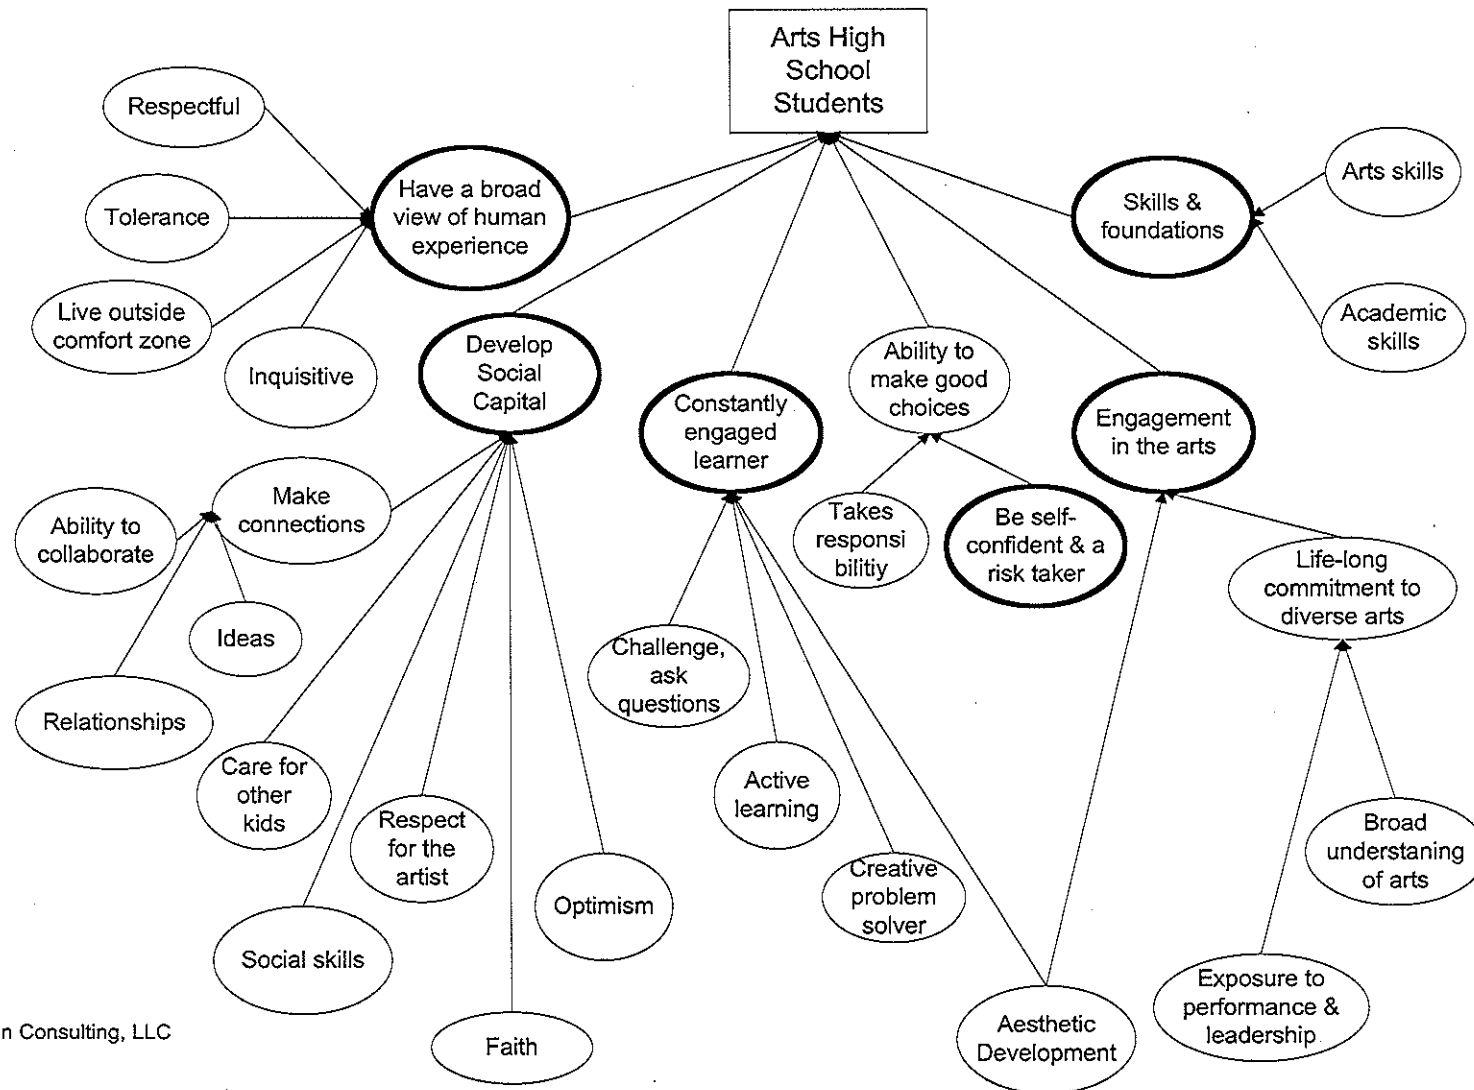 Arts High
School
Students
Respectful
Have a broad
view of human
experience
Skills &
foundations
Arts skills
Tolerance
Live outside
comfort zone
Inquisitive
Academic
skills
Develop
Social
Capital
Constantly
engaged
learner
Ability to
make good
choices
Engagement
in the arts
Ability to
collaborate
Make
connections
Takes
responsi
bilitiy
Be self-
confident & a
risk taker
Life-long
commitment to
diverse arts
Ideas
Relationships
Challenge,
ask
questions
Care for
other
kids
Respect
for the
artist
Active
learning
Creative
problem
solver
Broad
understaning
of arts
Optimism
Social skills
Exposure to
performance &
leadership
Faith
Aesthetic
Development
n Consulting, LLC